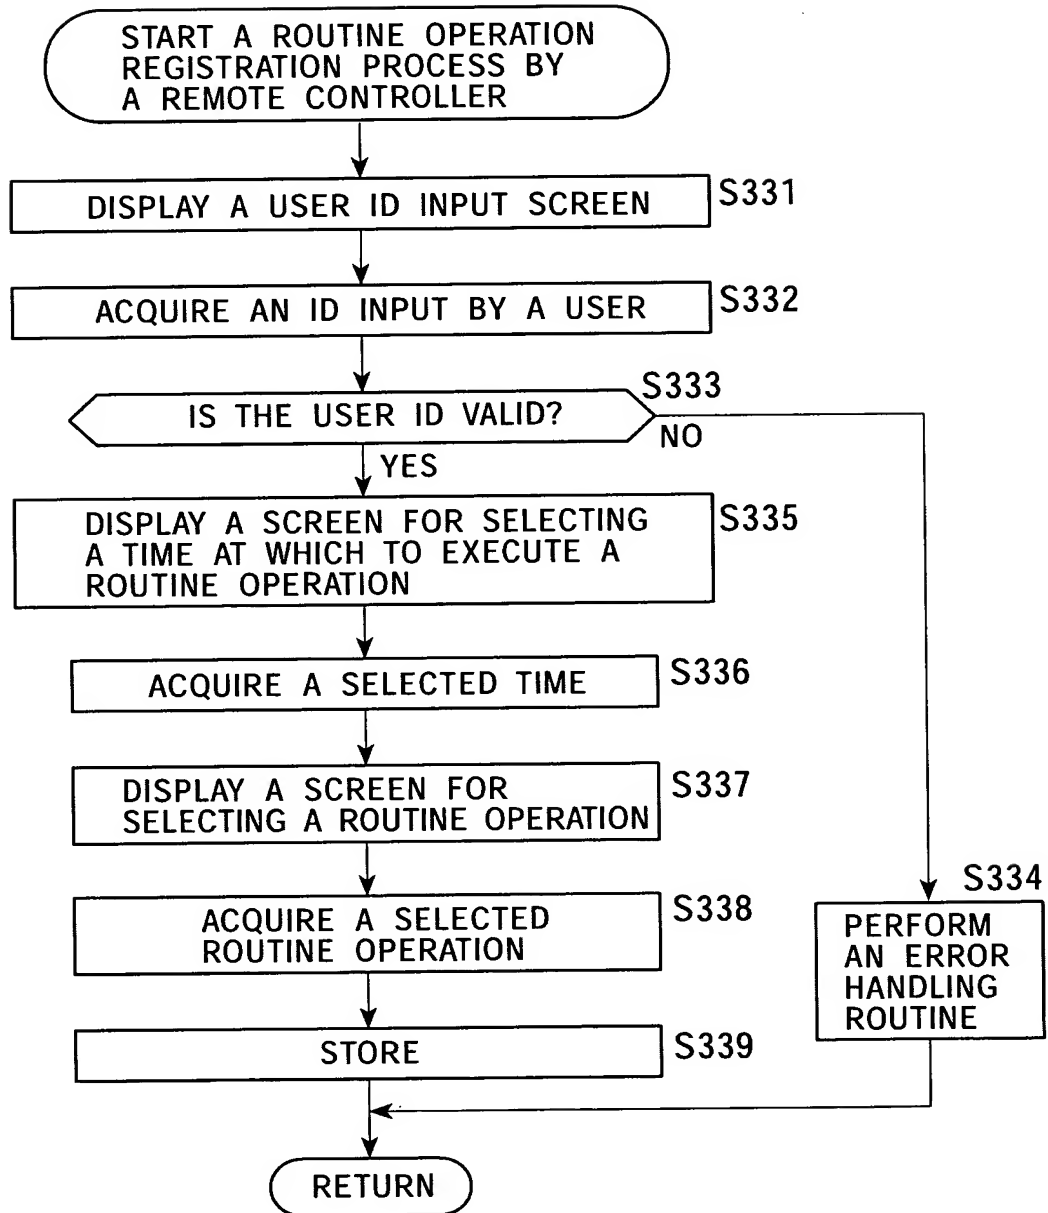 START A ROUTINE OPERATION
REGISTRATION PROCESS BY
A REMOTE CONTROLLER
DISPLAY A USER ID INPUT SCREEN
S331
ACQUIRE AN ID INPUT BY A USER
S332
S333
IS THE USER ID VALID?
NO
YES
DISPLAY A SCREEN FOR SELECTING
A TIME AT WHICH TO EXECUTE A
ROUTINE OPERATION
S335
ACQUIRE A SELECTED TIME
S336
DISPLAY A SCREEN FOR
SELECTING A ROUTINE OPERATION
S337
ACQUIRE A SELECTED
ROUTINE OPERATION
S338
S334
PERFORM
AN ERROR
HANDLING
ROUTINE
STORE
S339
RETURN